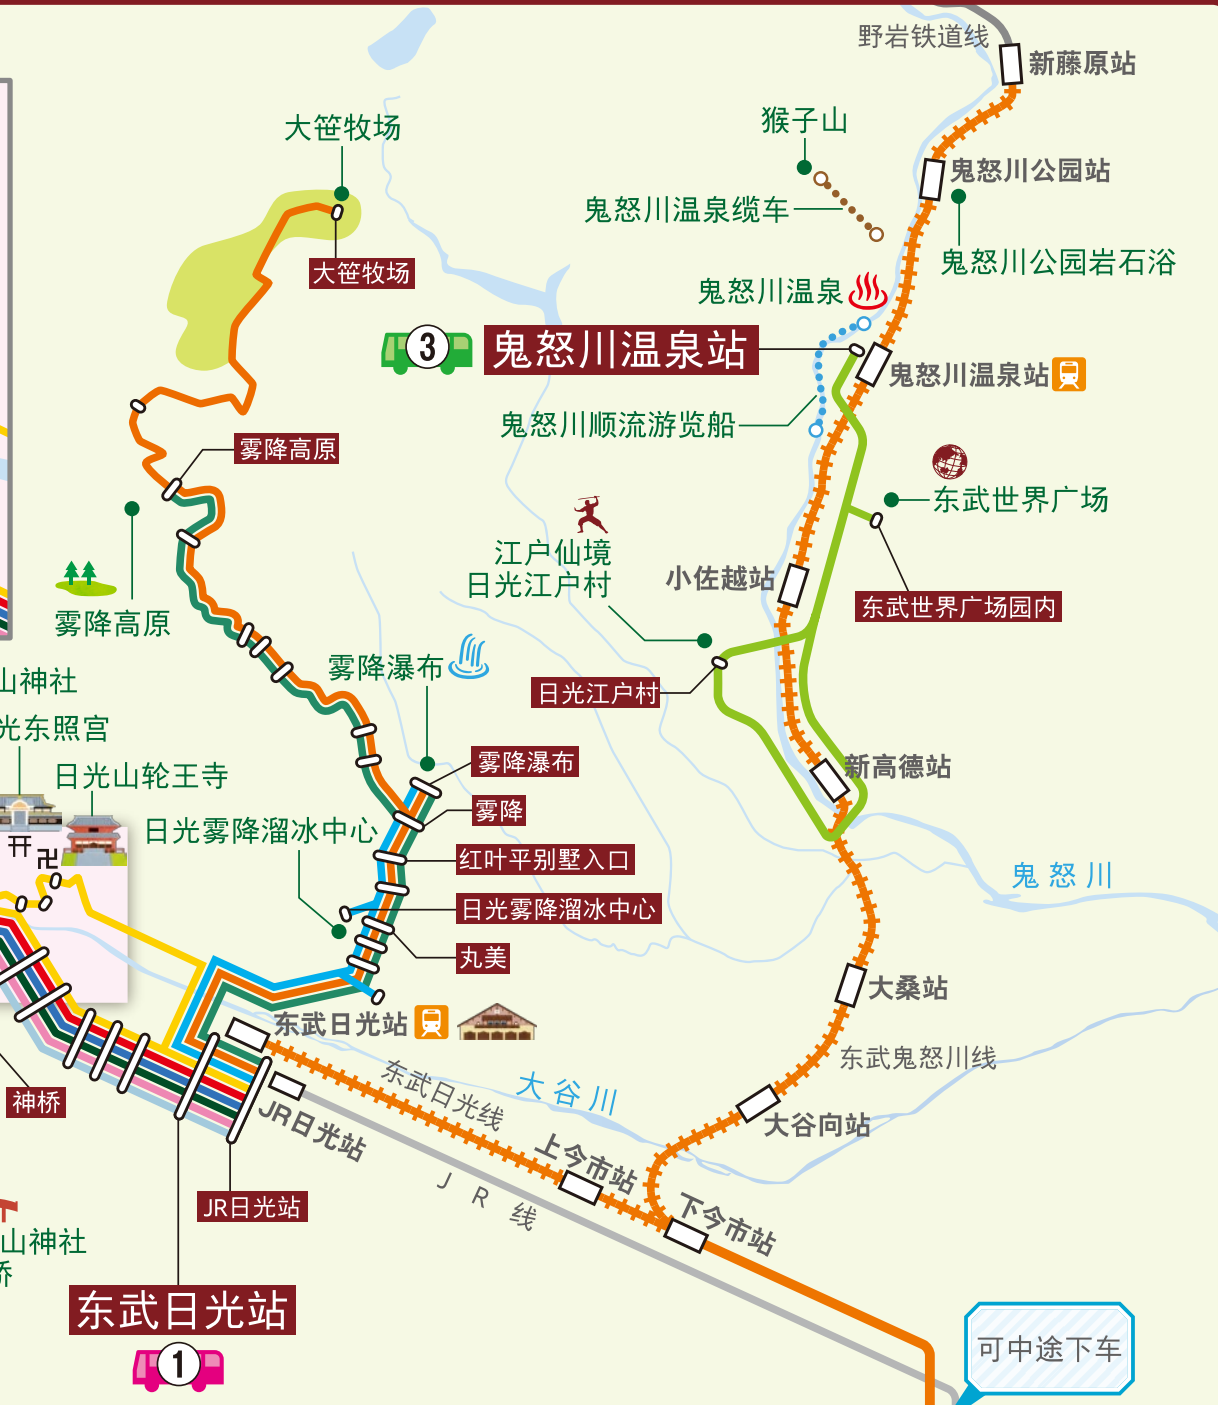 野岩铁道线
新藤原站
猴子山
大笹牧场
鬼怒川公园站
鬼怒川温泉缆车
鬼怒川公园岩石浴
大笹牧场
鬼怒川温泉
3
鬼怒川温泉站
鬼怒川温泉站
鬼怒川顺流游览船
雾降高原
东武世界广场
江户仙境
日光江户村
小佐越站
东武世界广场园内
雾降高原
雾降瀑布
山神社
日光江户村
光东照宫
日光山轮王寺
雾降瀑布
新高德站
雾降
日光雾降溜冰中心
卍
红叶平别墅入口
鬼怒川
日光雾降溜冰中心
丸美
大桑站
东武日光站
东武鬼怒川线
东武日光线
大谷川
神桥
JR日光站
大谷向站
上今市站
JR线
JR日光站
下今市站
山神社
桥
东武日光站
1
可中途下车